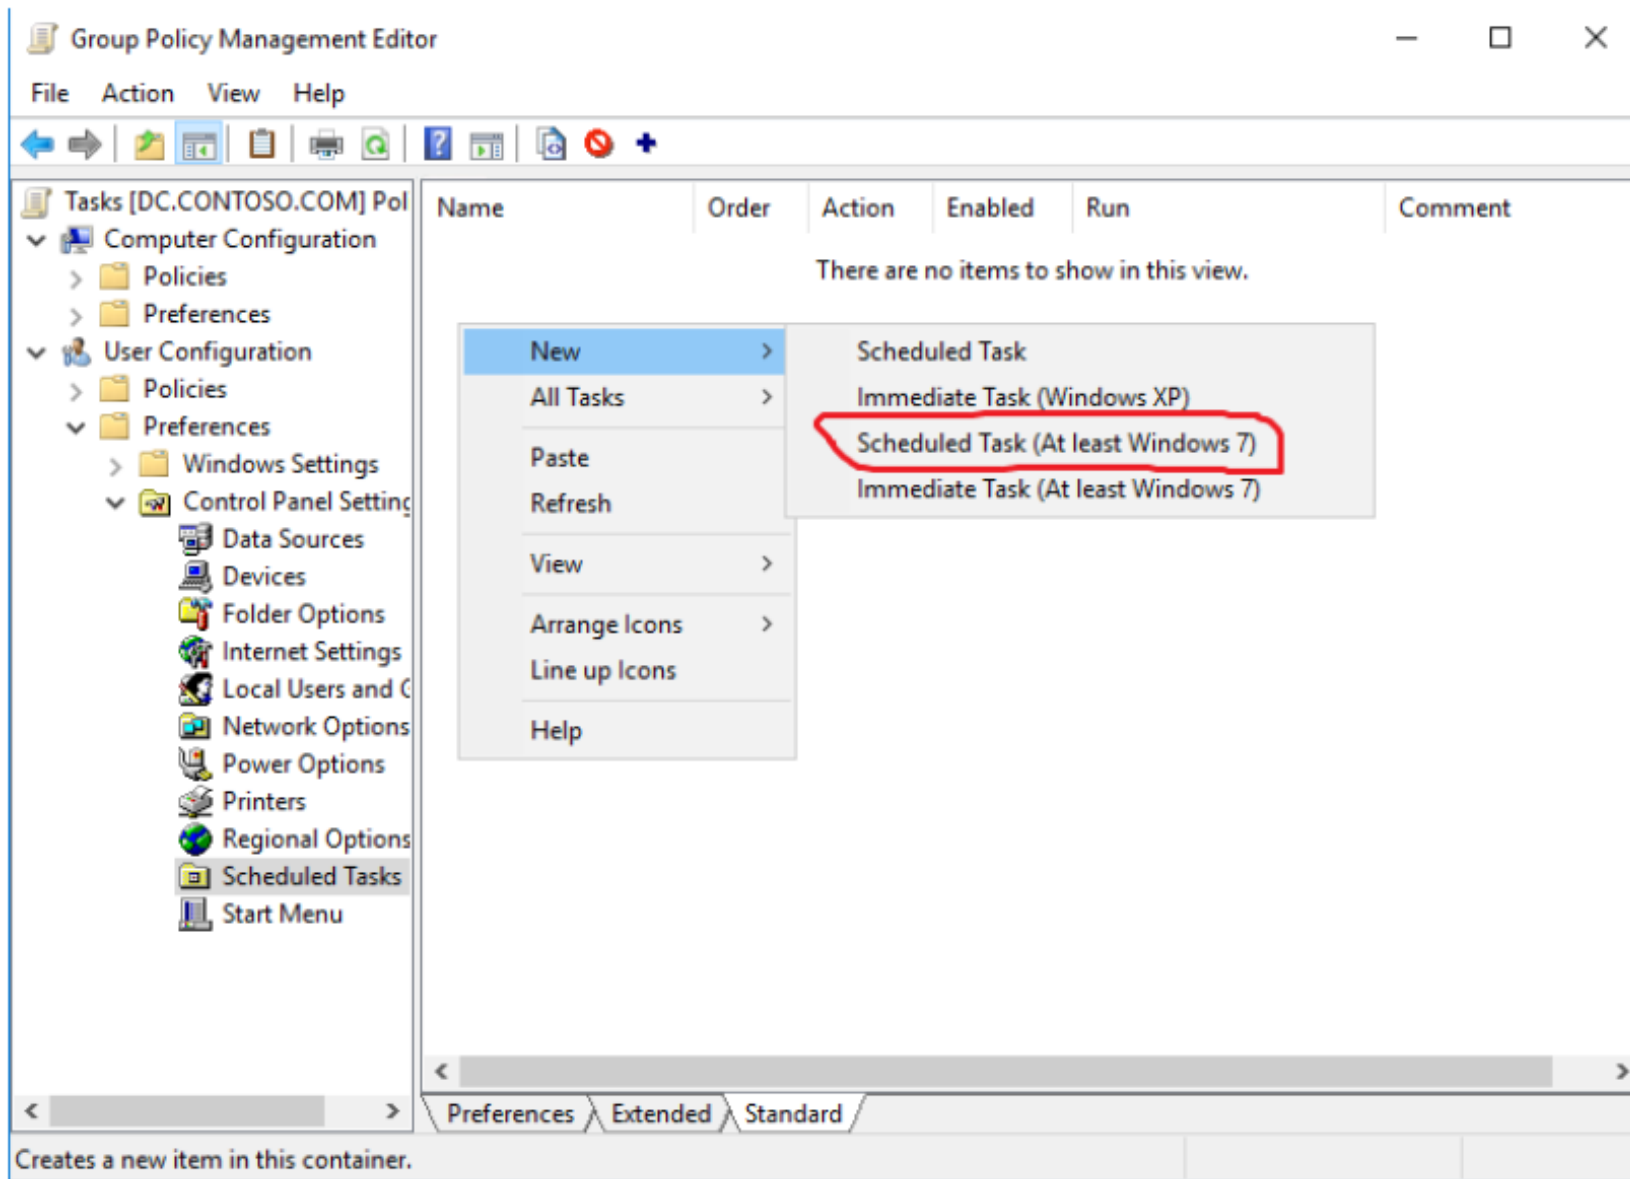 Group Policy Management Editor
File Action View Help
Tasks [DC.CONTOSO.COM] Pol
Computer Configuration
Policies
Preferences
User Configuration
Policies
Preferences
Windows Settings
Control Panel Setting
Data Sources
Devices
Folder Options
Internet Settings
Local Users and G
Network Options
Power Options
Printers
Regional Options
Scheduled Tasks
Start Menu
Name Order Action Enabled Run Comment
There are no items to show in this view.
New
All Tasks
Paste
Refresh
View
Arrange Icons
Line up Icons
Help
Scheduled Task
Immediate Task (Windows XP)
Scheduled Task (At least Windows 7)
Immediate Task (At least Windows 7)
Preferences Extended Standard
Creates a new item in this container.